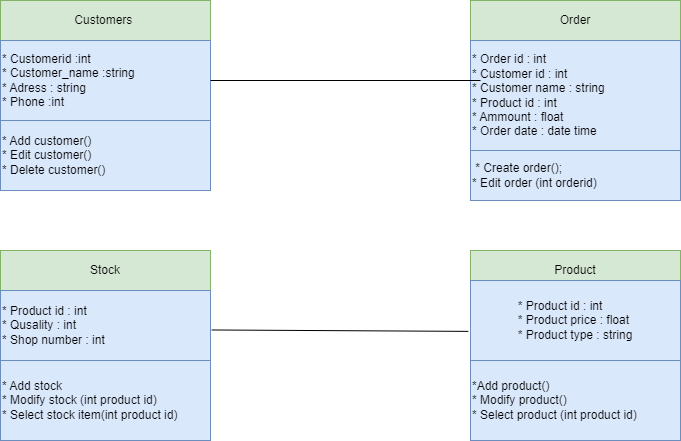 Customers
* Customerid :int
* Customer_name :string
* Adress : string
* Phone :int
* Add customer()
* Edit customer()
* Delete customer()
Order
* Order id : int
* Customer id : int
* Customer name : string
* Product id : int
* Ammount : float
* Order date : date time
* Create order();
* Edit order (int orderid)
Stock
* Product id : int
* Qusality : int
* Shop number : int
* Add stock
* Modify stock (int product id)
* Select stock item(int product id)
Product
* Product id : int
* Product price : float
* Product type : string
*Add product()
* Modify product()
* Select product (int product id)